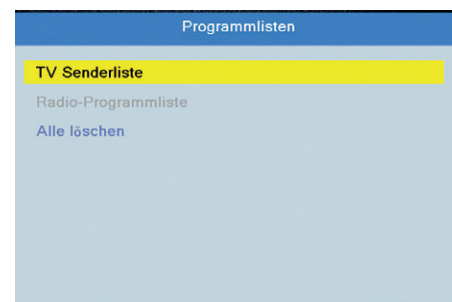 Programmlisten
TV Senderliste
Radio-Programmliste
Alle löschen